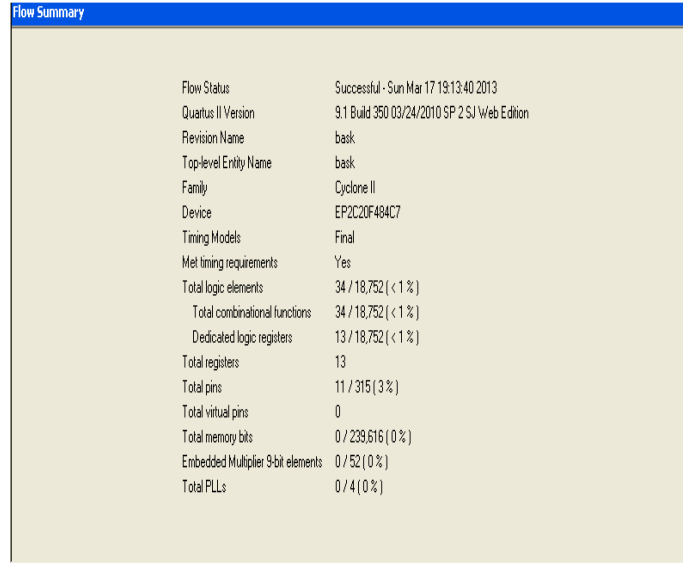 Flow Summary
Flow Status Successful - Sun Mar 17 19:13:40 2013
Quartus II Version 9.1 Build 350 03/24/2010 SP 2 SJ Web Edition
Revision Name bask
Top-level Entity Name bask
Family Cyclone II
Device EP2C20F484C7
Timing Models Final
Met timing requirements Yes
Total logic elements 34 / 18,752 ( < 1 % )
Total combinational functions 34 / 18,752 ( < 1 % )
Dedicated logic registers 13 / 18,752 ( < 1 % )
Total registers 13
Total pins 11 / 315 ( 3 % )
Total virtual pins 0
Total memory bits 0 / 239,616 ( 0 % )
Embedded Multiplier 9-bit elements 0 / 52 ( 0 % )
Total PLLs 0 / 4 ( 0 % )